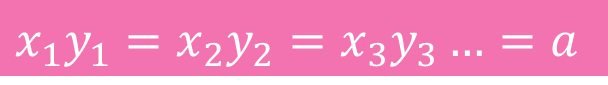 x₁y₁ = x₂y₂ = x₃y₃ ... = a